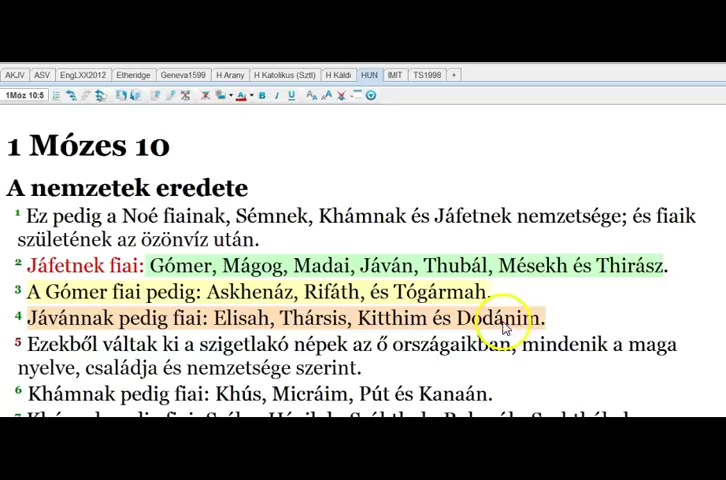 AKJV ASV EngLXX2012 Etheridge Geneva1599 H Arany H Katolikus (SztI) H Káldi HUN IMIT TS1998 +
1Móz 10:5
1 Mózes 10
A nemzetek eredete
1 Ez pedig a Noé fiainak, Sémnek, Khámnak és Jáfetnek nemzetsége; és fiaik
születének az özönvíz után.
2 Jáfetnek fiai: Gómer, Mágog, Madai, Jáván, Thubál, Mésekh és Thirász.
3 A Gómer fiai pedig: Askhenáz, Rifáth, és Tógármah.
4 Jávánnak pedig fiai: Elisah, Thársis, Kitthim és Dodánim.
5 Ezekből váltak ki a szigetlakó népek az ő országaikban, mindenik a maga
nyelve, családja és nemzetsége szerint.
6 Khámnak pedig fiai: Khús, Micráim, Pút és Kanaán.